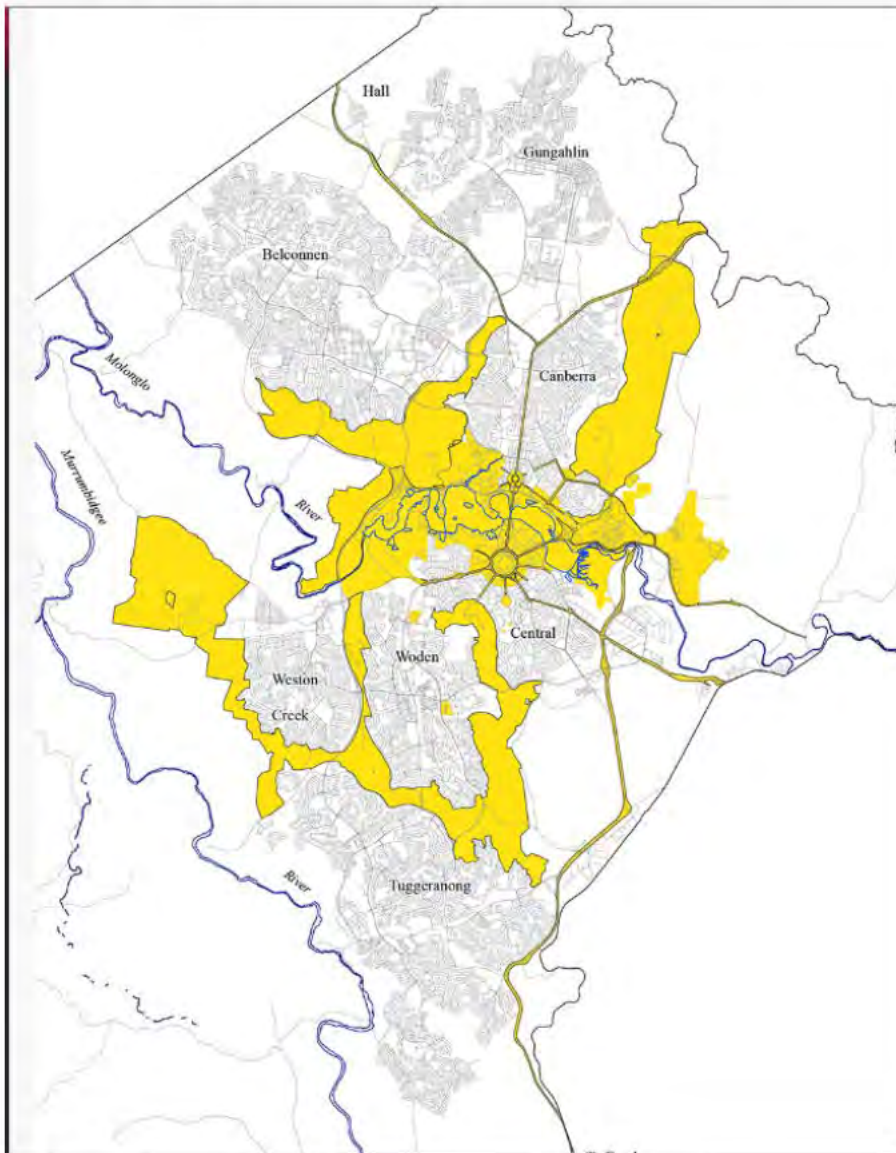 Hall
Gungahlin
Belconnen
Molonglo
Canberra
Murrumbidgee
River
Central
Woden
Weston
Creek
Tuggeranong
River